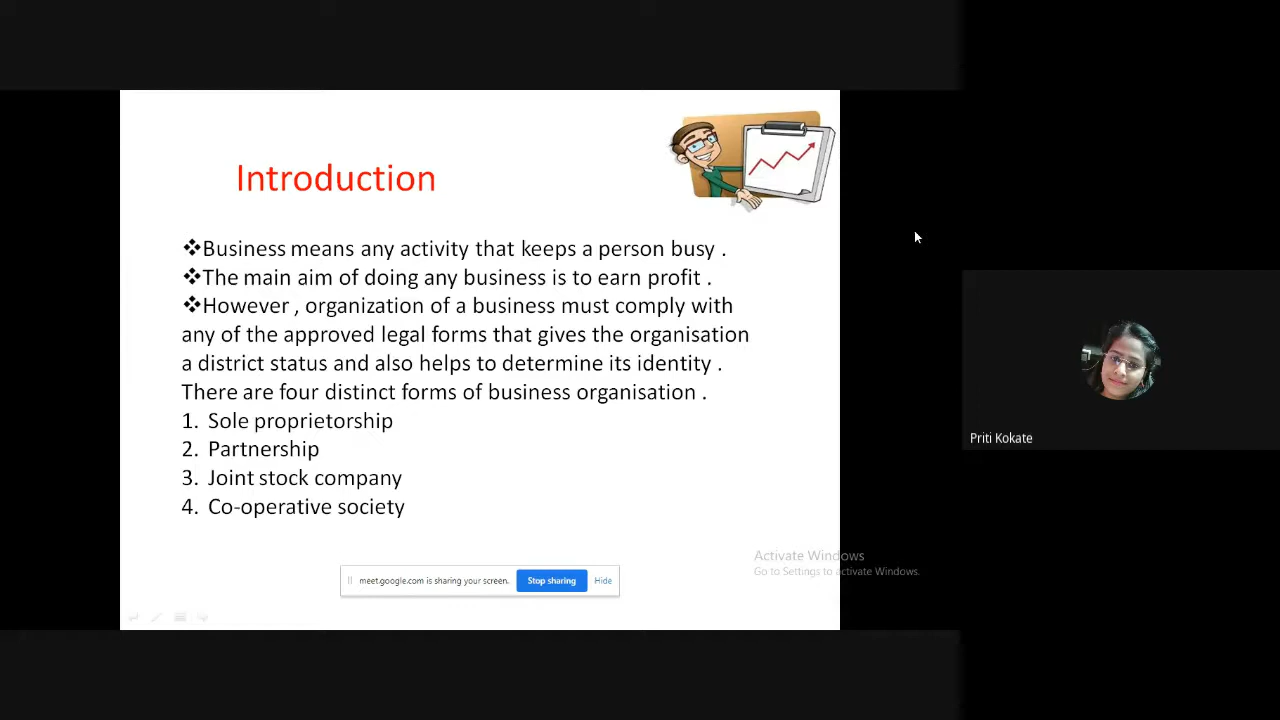 Introduction
❖Business means any activity that keeps a person busy .
❖The main aim of doing any business is to earn profit .
❖However , organization of a business must comply with
any of the approved legal forms that gives the organisation
a district status and also helps to determine its identity .
There are four distinct forms of business organisation .
1. Sole proprietorship
2. Partnership
3. Joint stock company
4. Co-operative society
Priti Kokate
Activate Windows
Go to Settings to activate Windows.
meet.google.com is sharing your screen. Stop sharing Hide